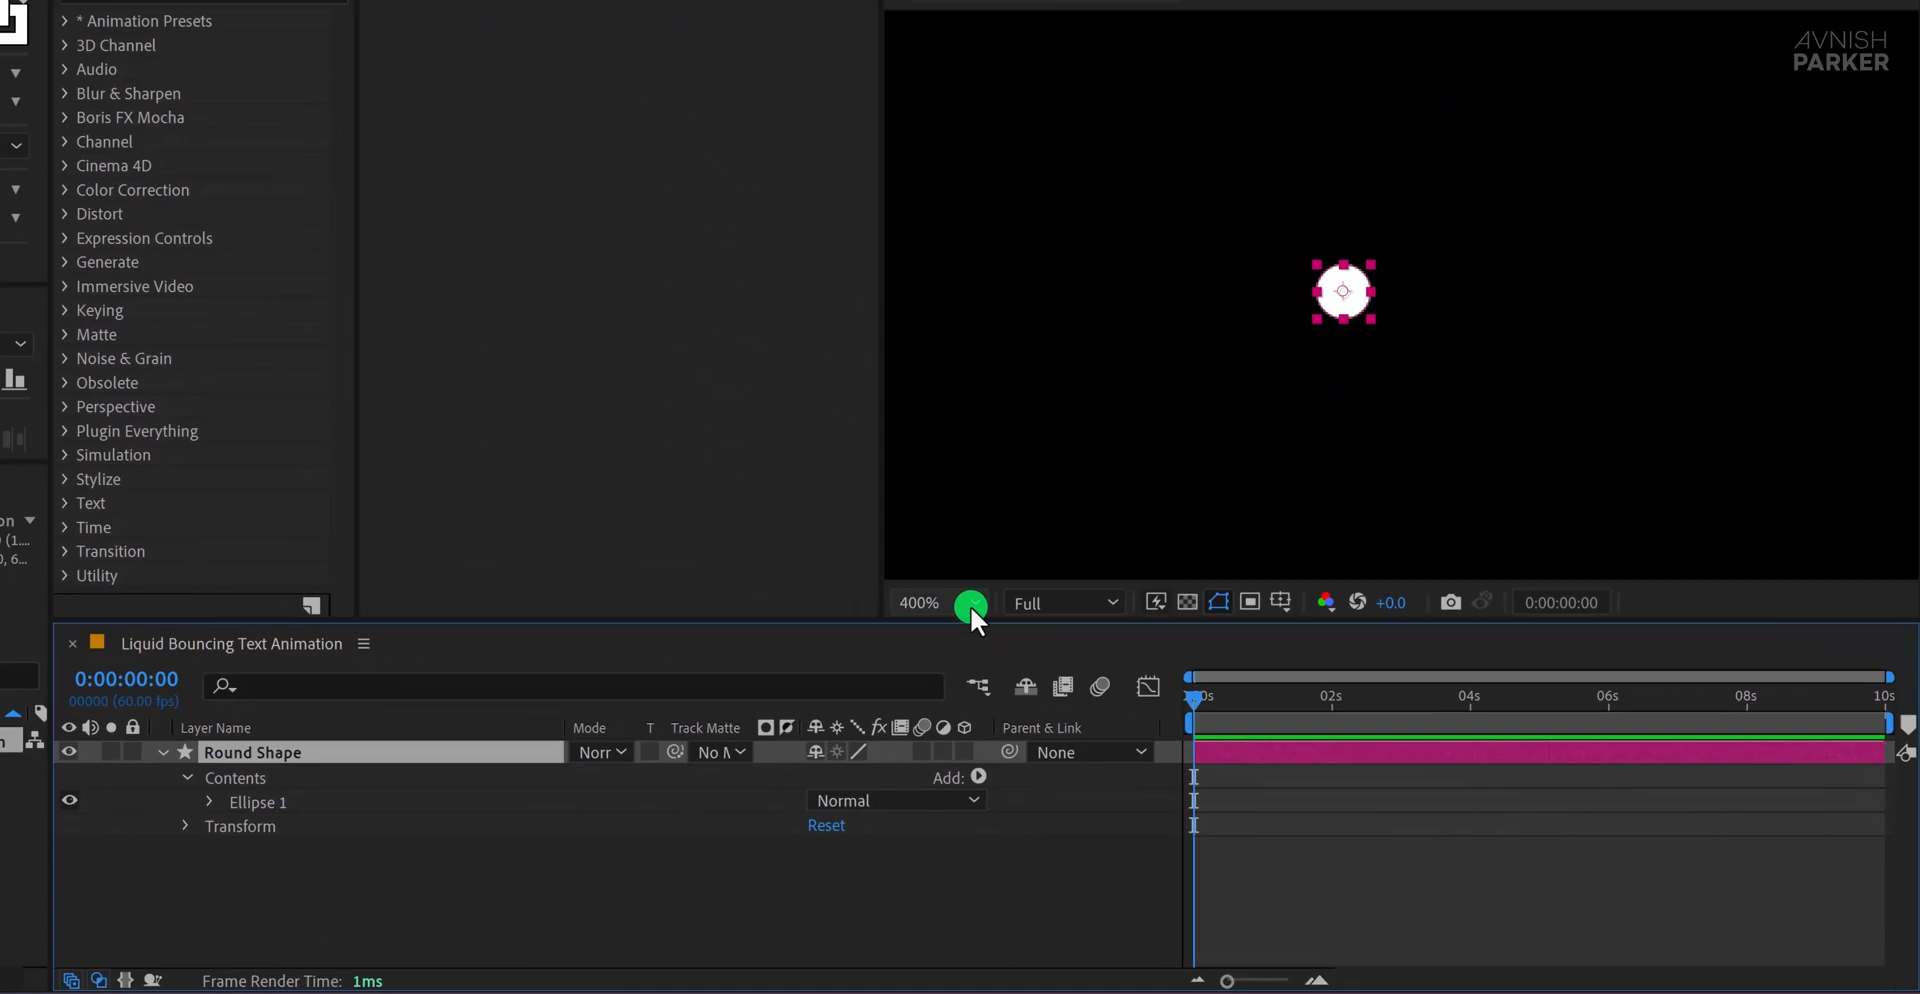 * Animation Presets
3D Channel
Audio
Blur & Sharpen
Boris FX Mocha
Channel
Cinema 4D
Color Correction
Distort
Expression Controls
Generate
Immersive Video
Keying
Matte
Noise & Grain
Obsolete
Perspective
Plugin Everything
Simulation
Stylize
Text
Time
Transition
Utility
AVNISH
PARKER
400%
Full
+0.0
0:00:00:00
Liquid Bouncing Text Animation
0:00:00:00
00000 (60.00 fps)
02s 04s 06s 08s 10s
Layer Name Mode T Track Matte fx Parent & Link
Round Shape Norr No M None
Contents Add:
Ellipse 1 Normal
Transform Reset
Frame Render Time: 1ms